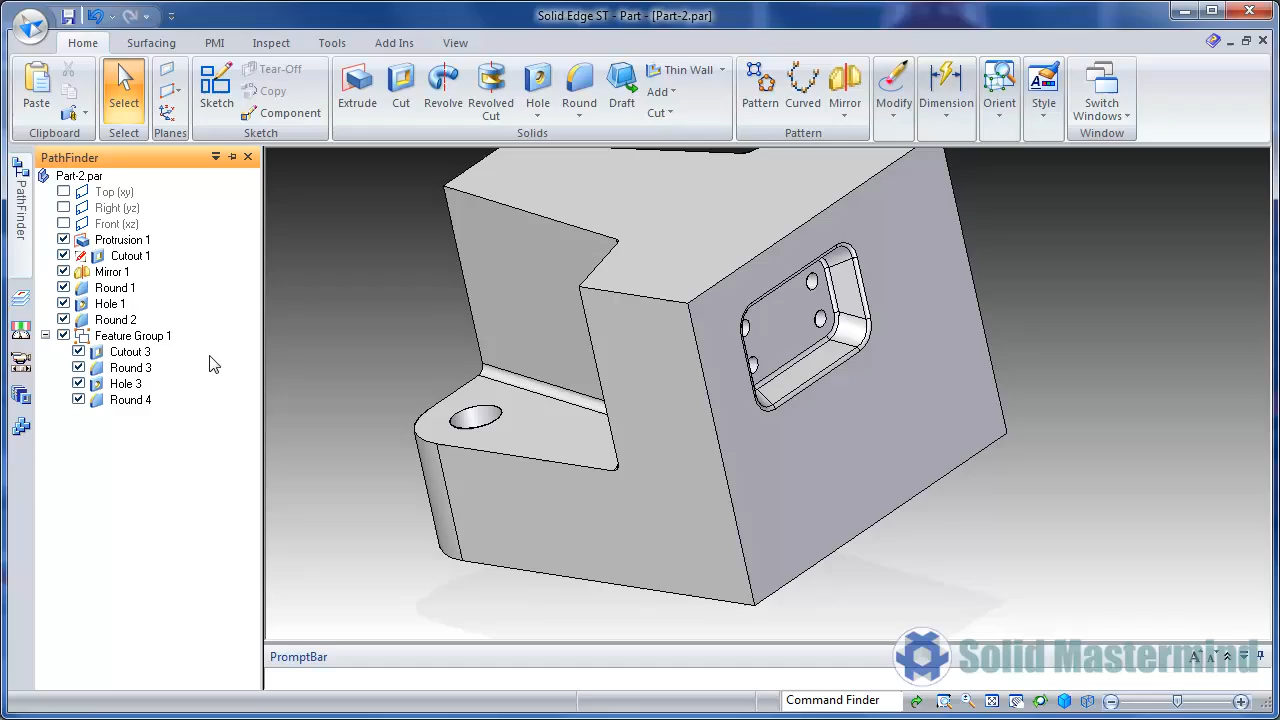 Solid Edge ST - Part - [Part-2.par]
Home
Surfacing
PMI
Inspect
Tools
Add Ins
View
Paste
Clipboard
Select
Select
Planes
Sketch
Tear-Off
Copy
Component
Sketch
Extrude
Cut
Revolve
Revolved
Cut
Hole
Round
Draft
Thin Wall
Add
Cut
Solids
Pattern
Curved
Mirror
Pattern
Modify
Dimension
Orient
Style
Switch
Windows
Window
PathFinder
PathFinder
Part-2.par
Top (xy)
Right (yz)
Front (xz)
Protrusion 1
Cutout 1
Mirror 1
Round 1
Hole 1
Round 2
Feature Group 1
Cutout 3
Round 3
Hole 3
Round 4
PromptBar
Solid Mastermind
Command Finder